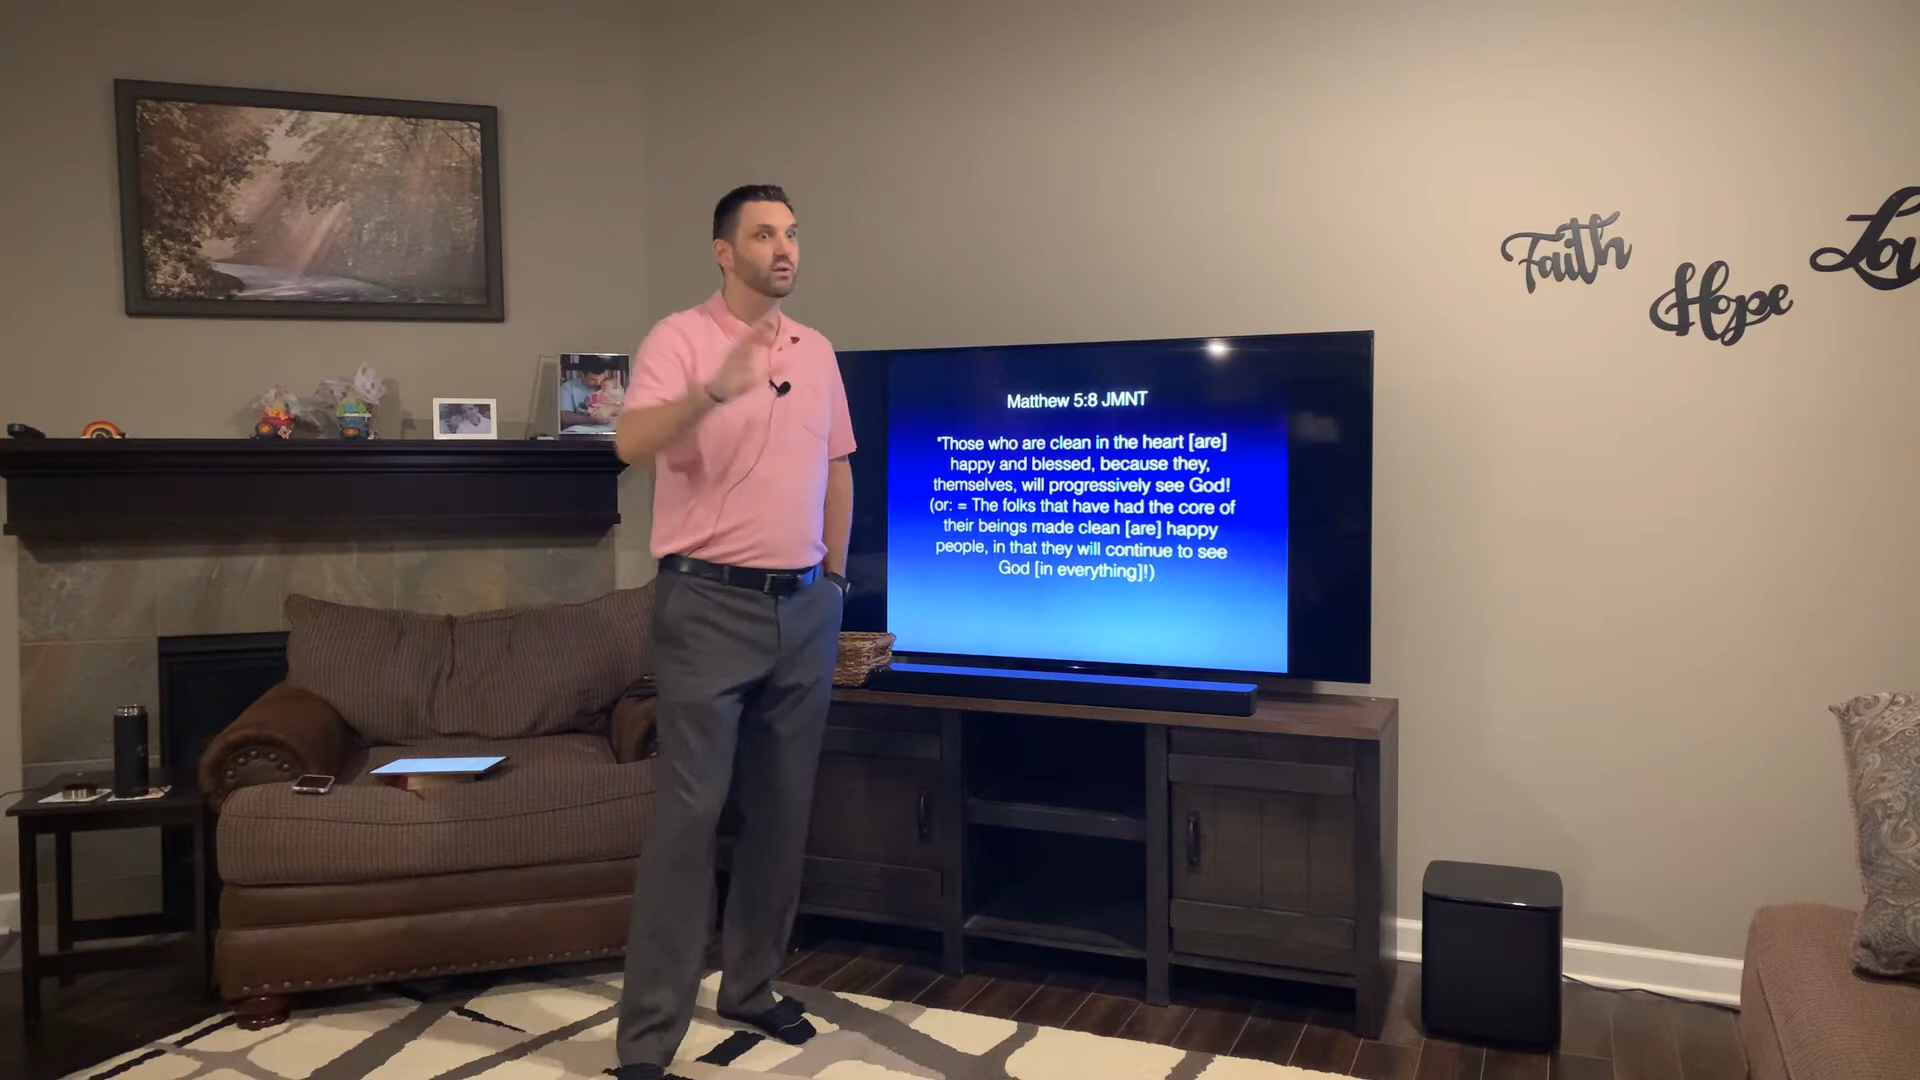 Faith
Hope
Matthew 5:8 JMNT
"Those who are clean in the heart [are]
happy and blessed, because they,
themselves, will progressively see God!
(or: = The folks that have had the core of
their beings made clean [are] happy
people, in that they will continue to see
God [in everything]!)